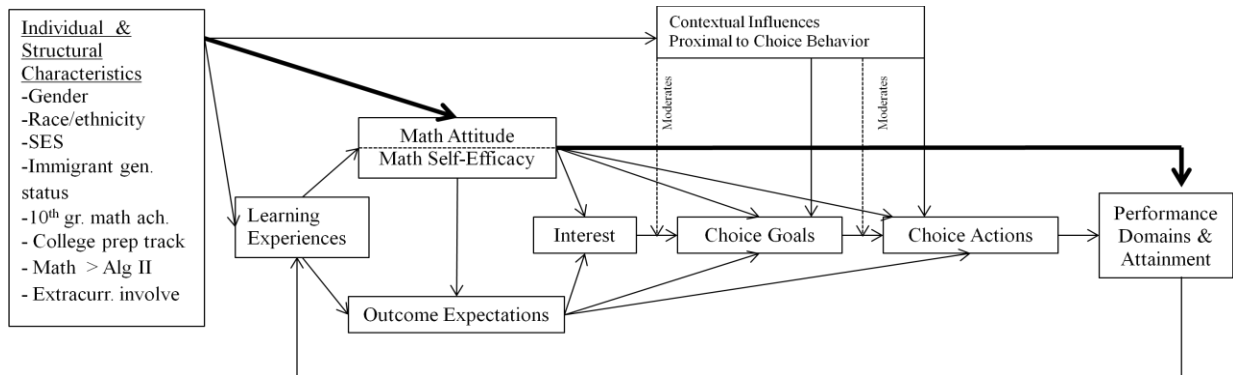 Individual &
Structural
Characteristics
-Gender
-Race/ethnicity
-SES
-Immigrant gen.
status
-10th gr. math ach.
- College prep track
- Math > Alg II
- Extracurr. involve
Contextual Influences
Proximal to Choice Behavior
Moderates
Moderates
Math Attitude
Math Self-Efficacy
Learning
Experiences
Interest
Choice Goals
Choice Actions
Performance
Domains &
Attainment
Outcome Expectations